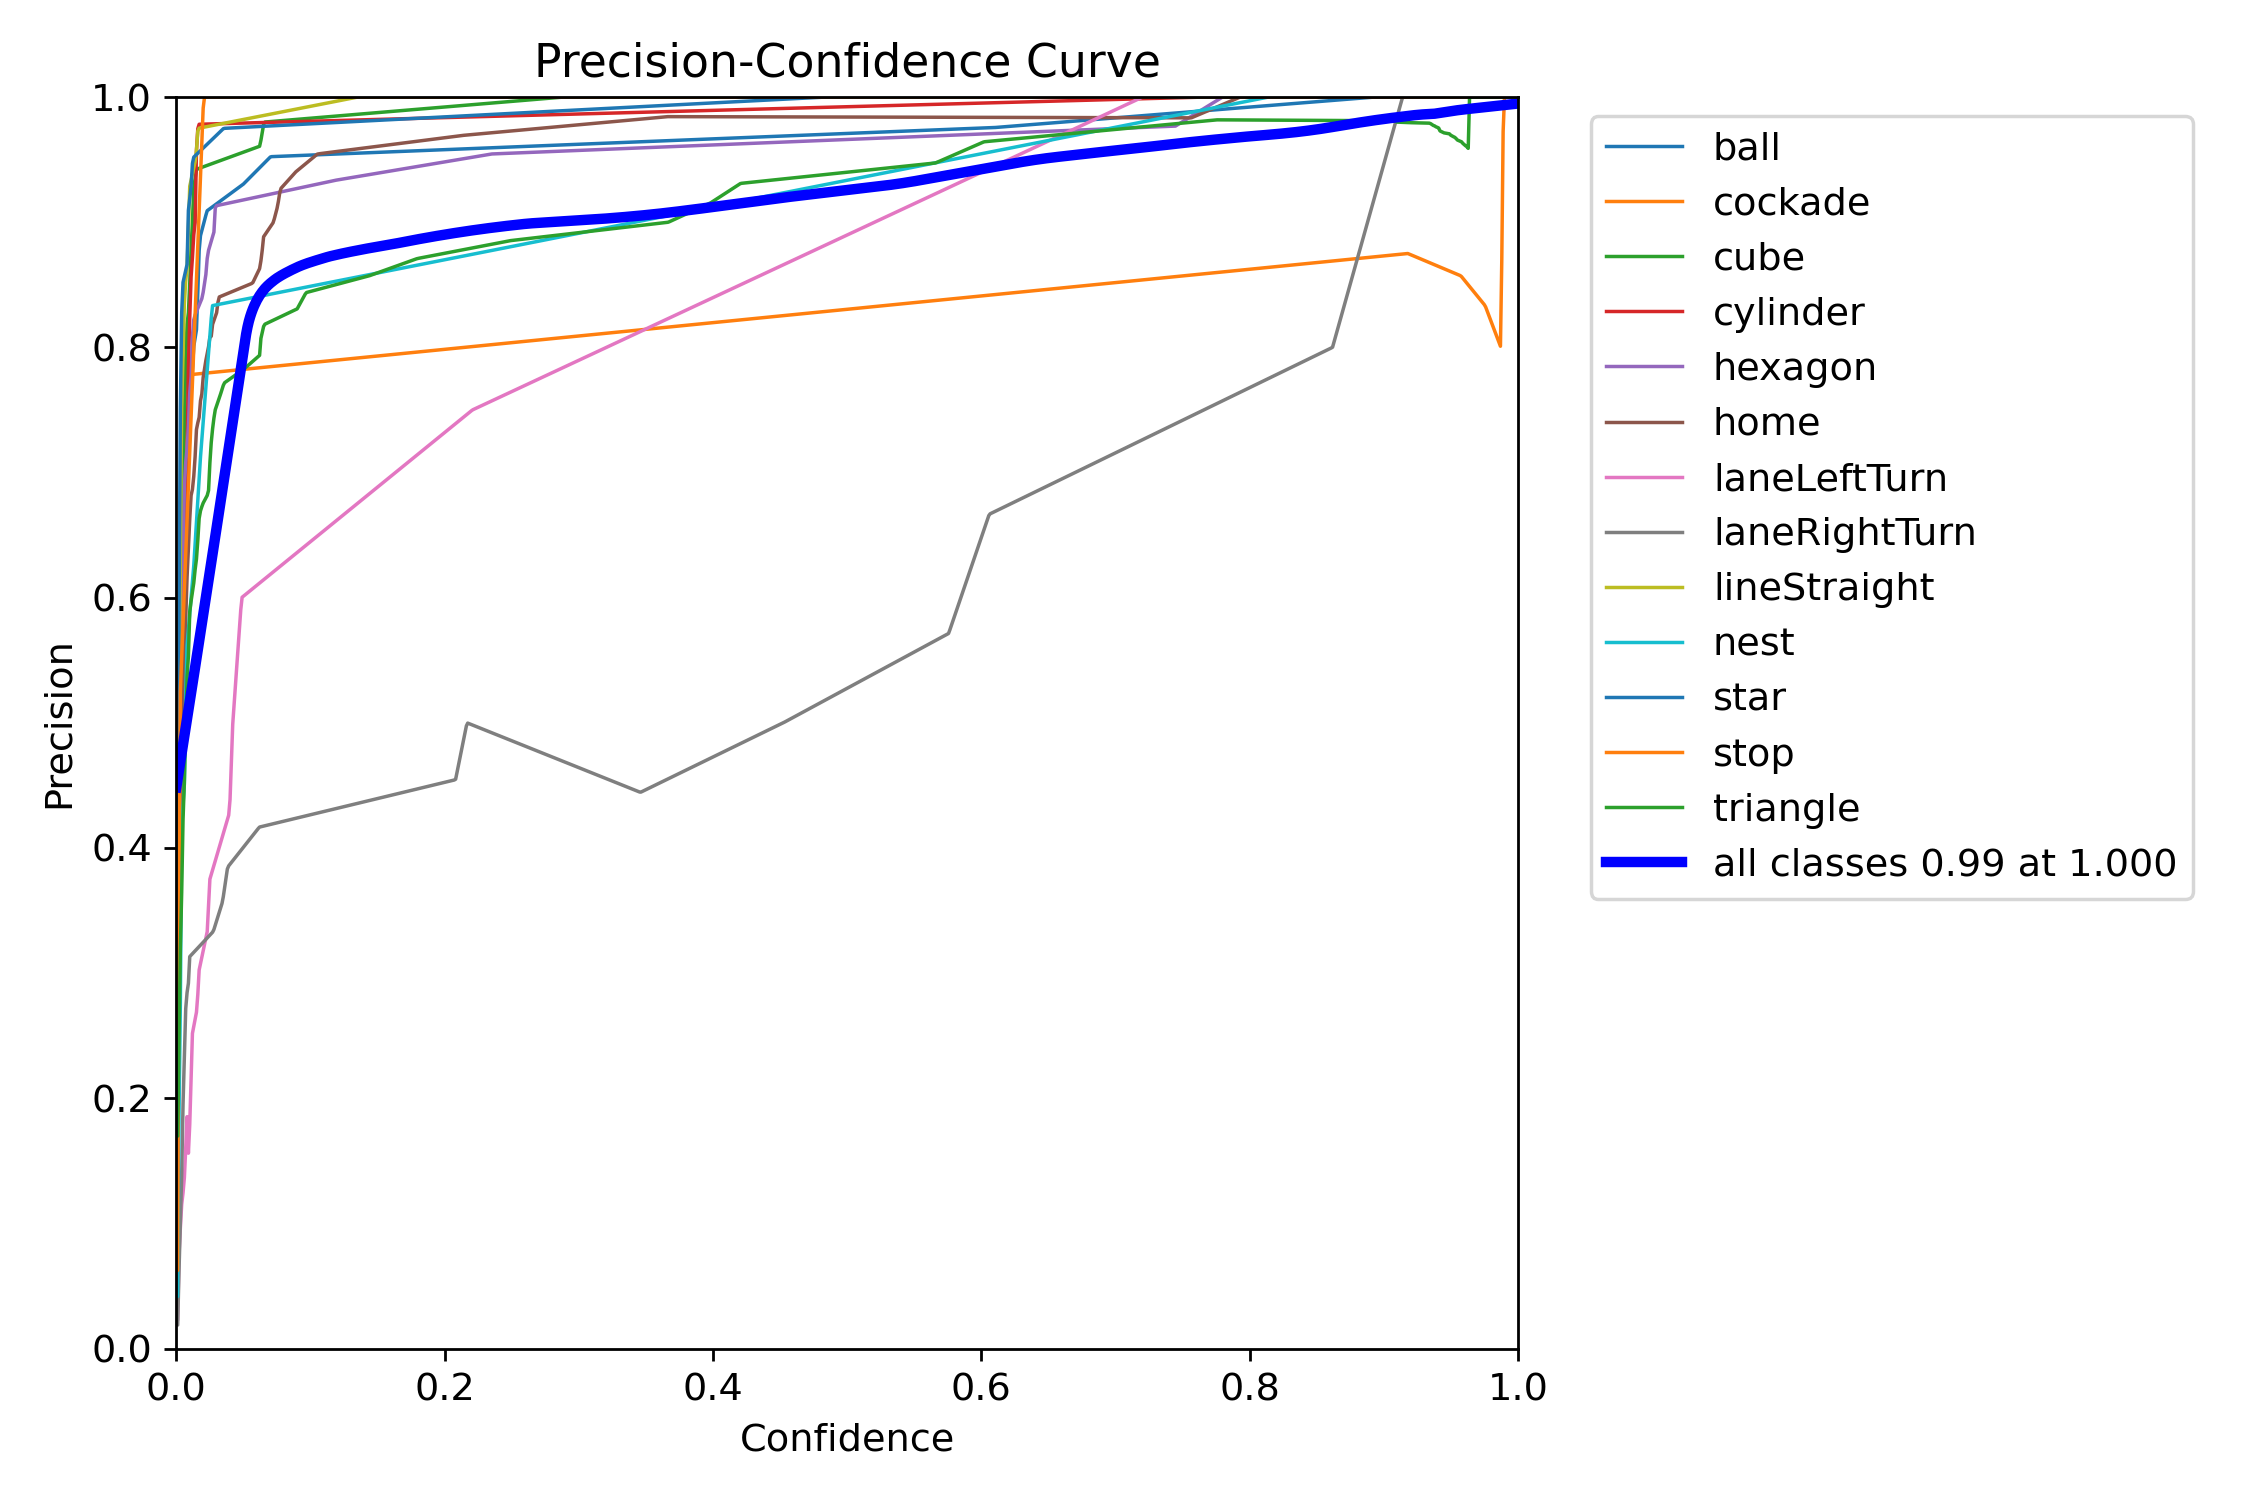 Precision-Confidence Curve
1.0
0.8
0.6
0.4
0.2
0.0
Precision
0.0 0.2 0.4 0.6 0.8 1.0
Confidence
ball
cockade
cube
cylinder
hexagon
home
laneLeftTurn
laneRightTurn
lineStraight
nest
star
stop
triangle
all classes 0.99 at 1.000